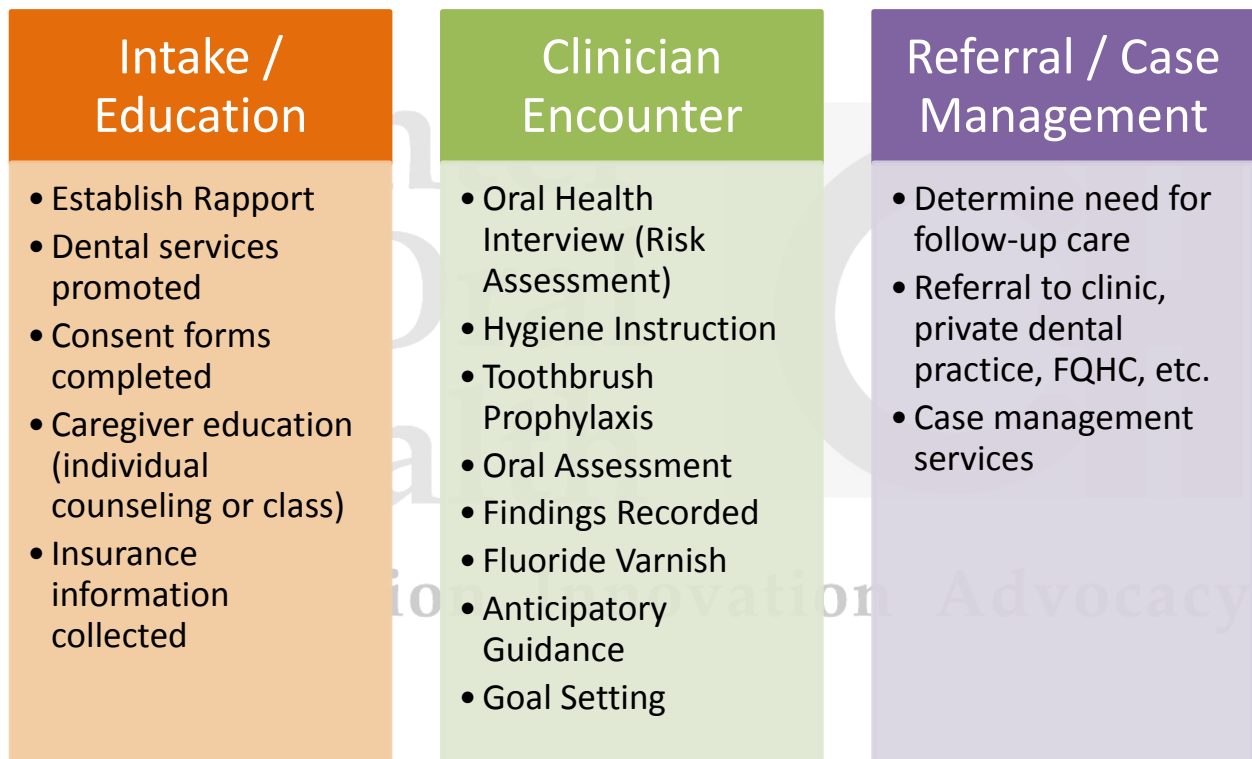 Intake /
Education
• Establish Rapport
• Dental services
promoted
• Consent forms
completed
• Caregiver education
(individual
counseling or class)
• Insurance
information
collected
Clinician
Encounter
• Oral Health
Interview (Risk
Assessment)
• Hygiene Instruction
• Toothbrush
Prophylaxis
• Oral Assessment
• Findings Recorded
• Fluoride Varnish
• Anticipatory
Guidance
• Goal Setting
Referral / Case
Management
• Determine need for
follow-up care
• Referral to clinic,
private dental
practice, FQHC, etc.
• Case management
services
Advocacy